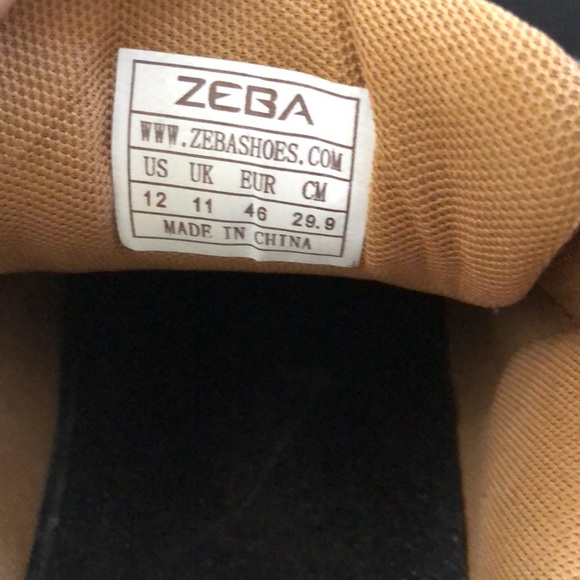 ZEBA
WWW.ZEBASHOES.COM
US UK EUR CM
12 11 46 29.9
MADE IN CHINA